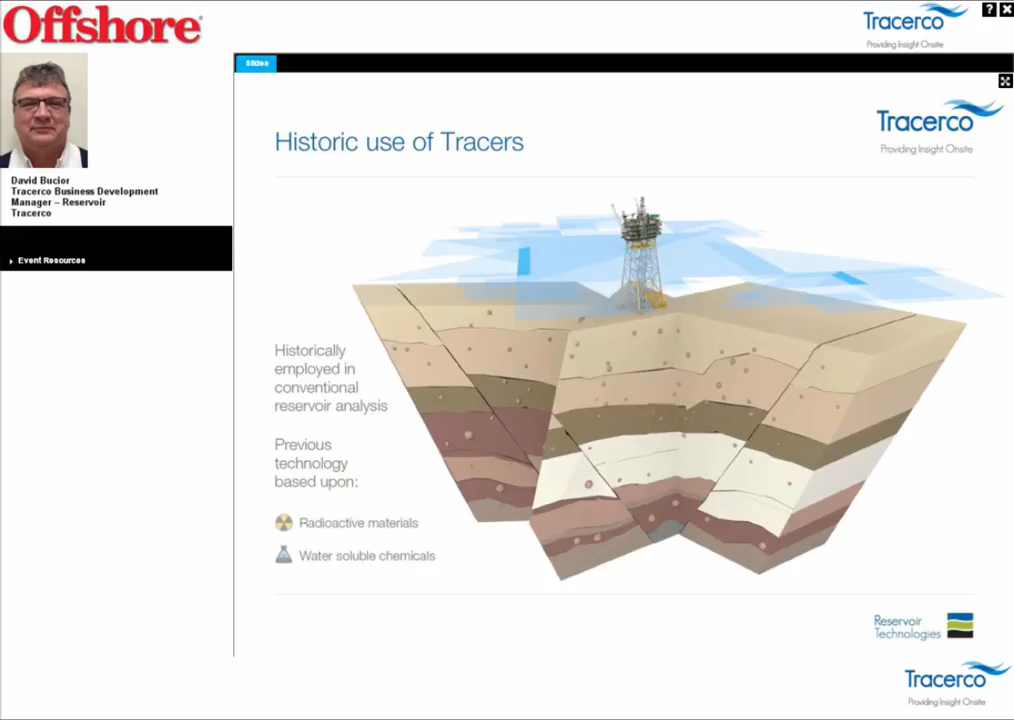 Offshore
Tracerco
Providing Insight Onsite
?
Slides
David Bucior
Tracerco Business Development
Manager – Reservoir
Tracerco
Event Resources
Tracerco
Providing Insight Onsite
Historic use of Tracers
Historically
employed in
conventional
reservoir analysis
Previous
technology
based upon:
Radioactive materials
Water soluble chemicals
Reservoir
Technologies
Tracerco
Providing Insight Onsite